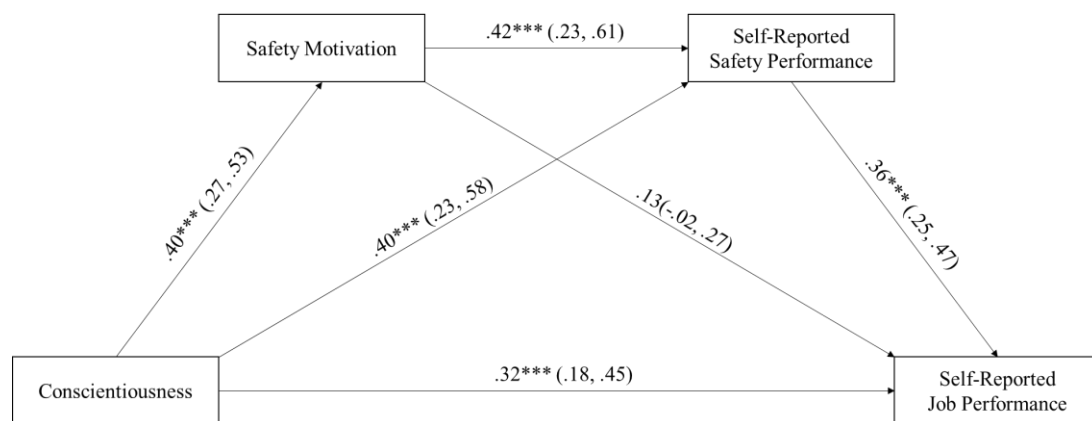 Safety Motivation
.42*** (.23, .61)
Self-Reported
Safety Performance
.40*** (.27, .53)
.40*** (.23, .58)
.13(-.02, .27)
.36*** (.25, .47)
Conscientiousness
.32*** (.18, .45)
Self-Reported
Job Performance